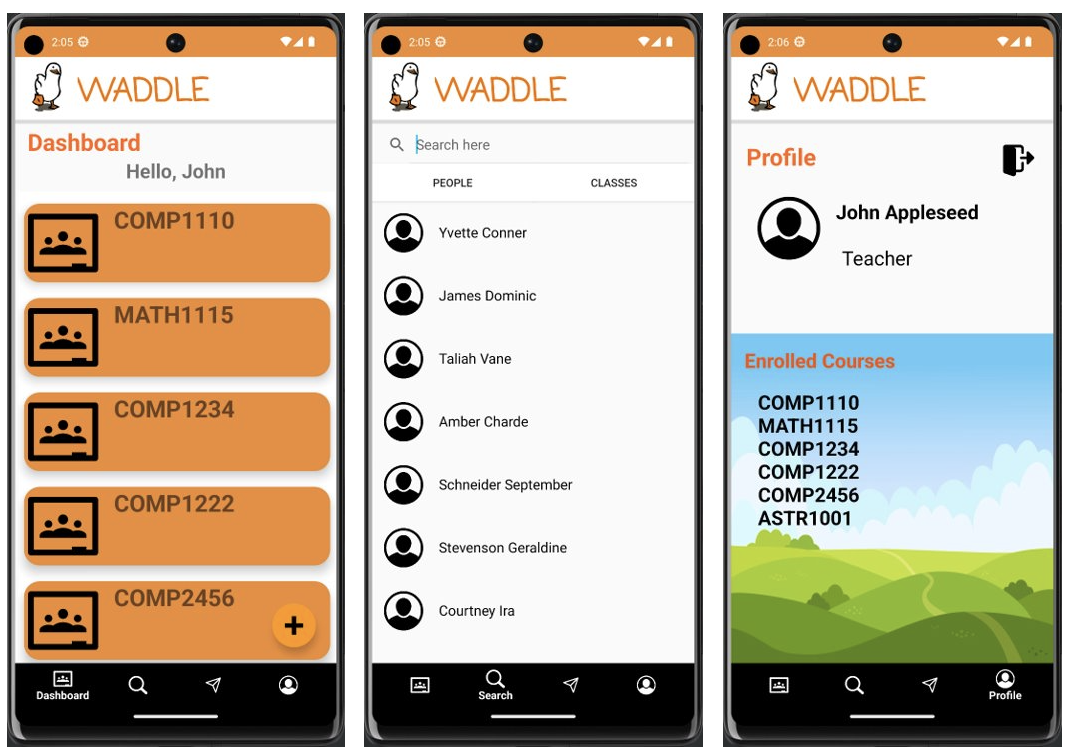 2:05
WADDLE
Dashboard
Hello, John
COMP1110
MATH1115
COMP1234
COMP1222
COMP2456
+
Dashboard
2:05
WADDLE
Search here
PEOPLE CLASSES
Yvette Conner
James Dominic
Taliah Vane
Amber Charde
Schneider September
Stevenson Geraldine
Courtney Ira
Search
2:06
WADDLE
Profile
John Appleseed
Teacher
Enrolled Courses
COMP1110
MATH1115
COMP1234
COMP1222
COMP2456
ASTR1001
Profile